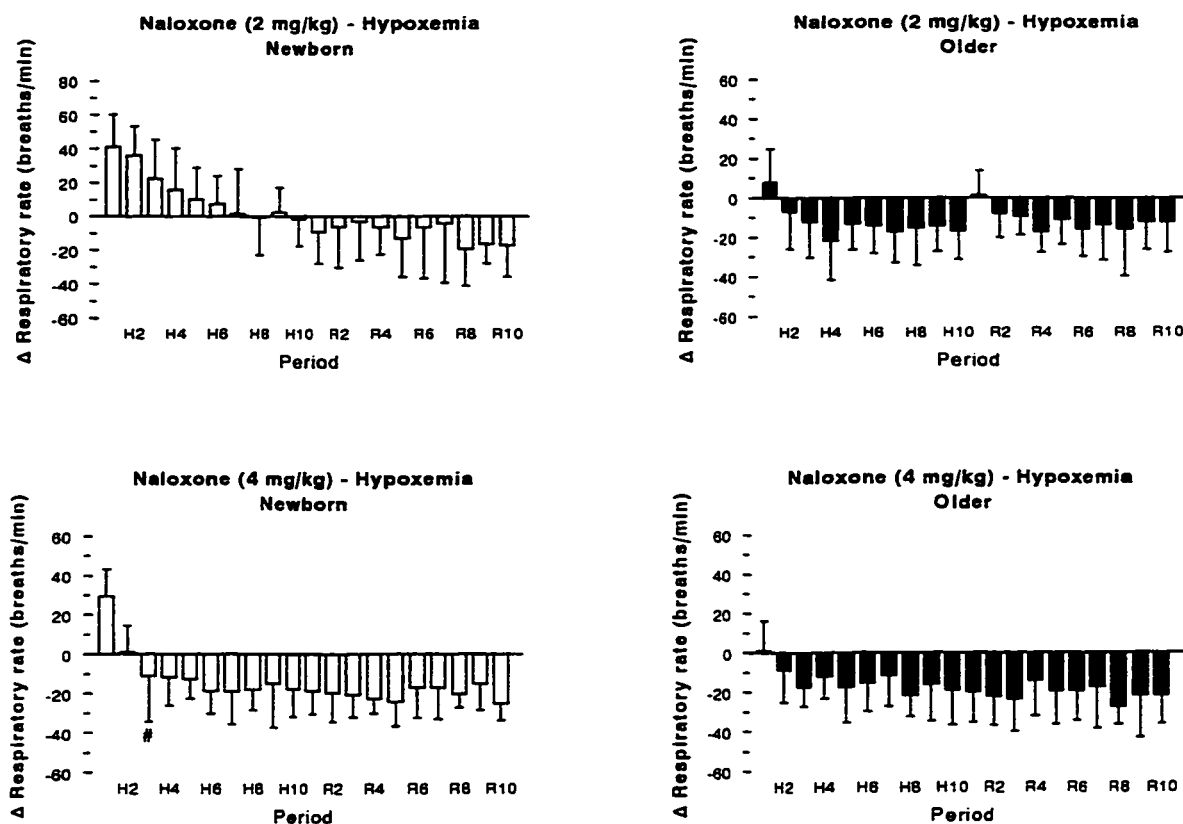 Naloxone (2 mg/kg) - Hypoxemia
Newborn
Δ Respiratory rate (breaths/min)
80
60
40
20
0
-20
-40
-60
H2 H4 H6 H8 H10 R2 R4 R6 R8 R10
Period
Naloxone (2 mg/kg) - Hypoxemia
Older
Δ Respiratory rate (breaths/min)
60
40
20
0
-20
-40
-60
H2 H4 H6 H8 H10 R2 R4 R6 R8 R10
Period
Naloxone (4 mg/kg) - Hypoxemia
Newborn
Δ Respiratory rate (breaths/min)
60
40
20
0
-20
-40
-60
#
H2 H4 H6 H8 H10 R2 R4 R6 R8 R10
Period
Naloxone (4 mg/kg) - Hypoxemia
Older
Δ Respiratory rate (breaths/min)
60
40
20
0
-20
-40
-60
H2 H4 H6 H8 H10 R2 R4 R6 R8 R10
Period